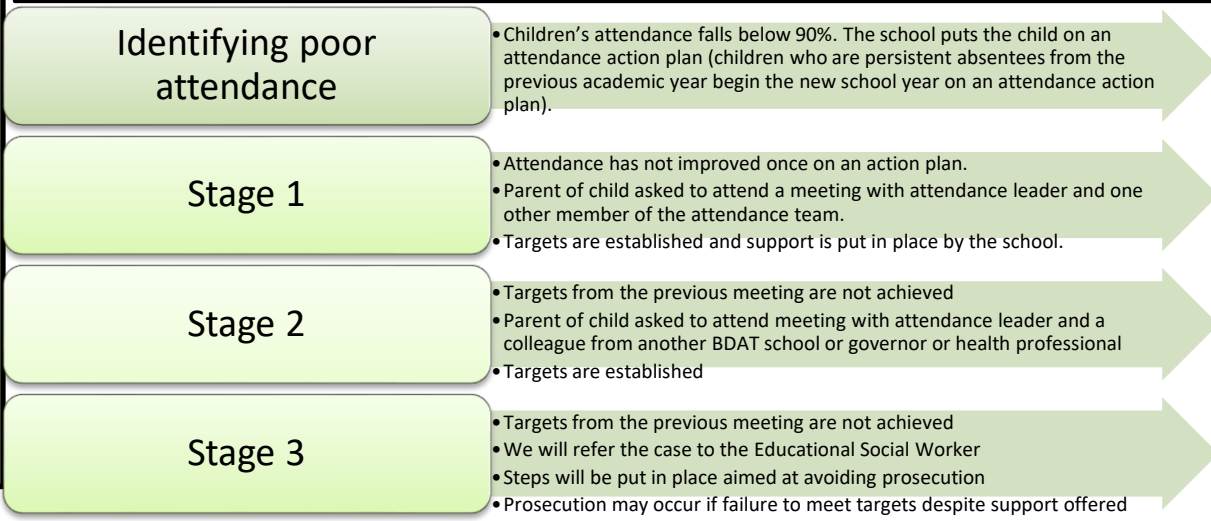 Identifying poor
attendance
•Children’s attendance falls below 90%. The school puts the child on an
attendance action plan (children who are persistent absentees from the
previous academic year begin the new school year on an attendance action
plan).
Stage 1
•Attendance has not improved once on an action plan.
•Parent of child asked to attend a meeting with attendance leader and one
other member of the attendance team.
•Targets are established and support is put in place by the school.
Stage 2
•Targets from the previous meeting are not achieved
•Parent of child asked to attend meeting with attendance leader and a
colleague from another BDAT school or governor or health professional
•Targets are established
Stage 3
•Targets from the previous meeting are not achieved
•We will refer the case to the Educational Social Worker
•Steps will be put in place aimed at avoiding prosecution
•Prosecution may occur if failure to meet targets despite support offered